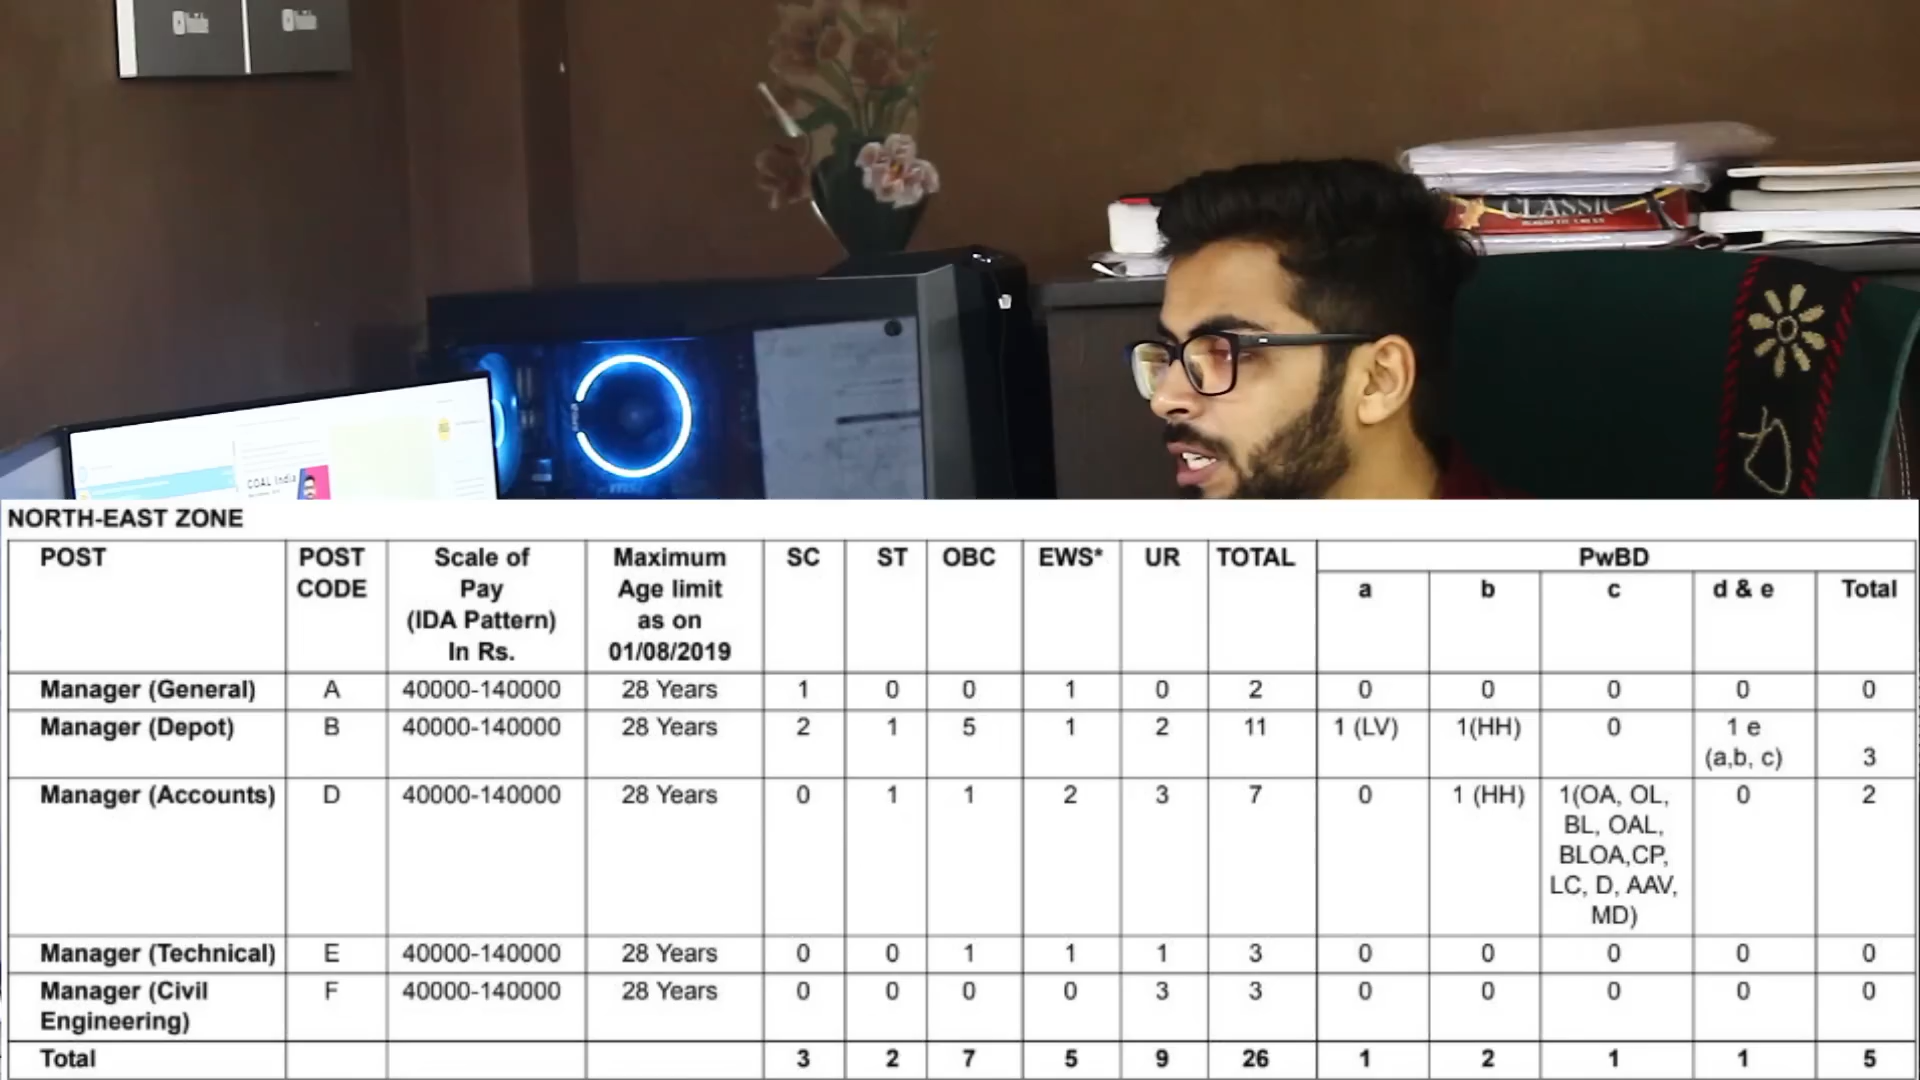 CLASSIC
COAL India
NORTH-EAST ZONE
POST POST CODE Scale of Pay (IDA Pattern) In Rs. Maximum Age limit as on 01/08/2019 SC ST OBC EWS* UR TOTAL PwBD
a b c d & e Total
Manager (General) A 40000-140000 28 Years 1 0 0 1 0 2 0 0 0 0 0
Manager (Depot) B 40000-140000 28 Years 2 1 5 1 2 11 1 (LV) 1(HH) 0 1 e (a,b, c) 3
Manager (Accounts) D 40000-140000 28 Years 0 1 1 2 3 7 0 1 (HH) 1(OA, OL, BL, OAL, BLOA,CP, LC, D, AAV, MD) 0 2
Manager (Technical) E 40000-140000 28 Years 0 0 1 1 1 3 0 0 0 0 0
Manager (Civil Engineering) F 40000-140000 28 Years 0 0 0 0 3 3 0 0 0 0 0
Total 3 2 7 5 9 26 1 2 1 1 5